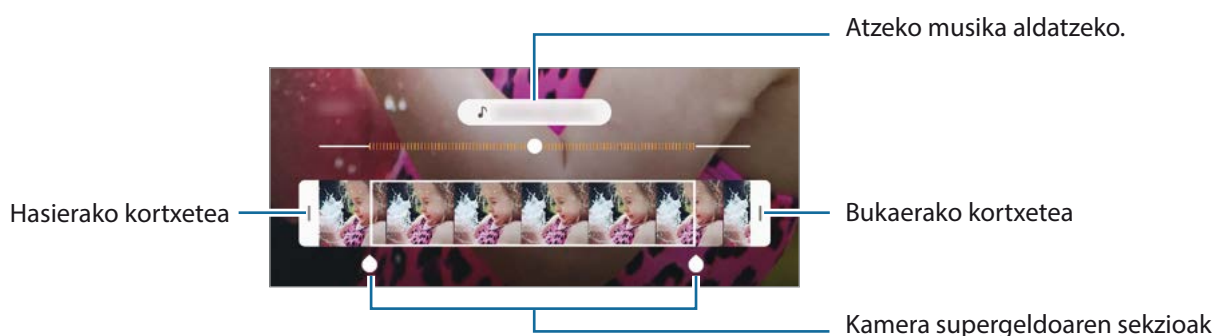 Atzeko musika aldatzeko.
Hasierako kortxetea
Bukaerako kortxetea
Kamera supergeldoaren sekzioak